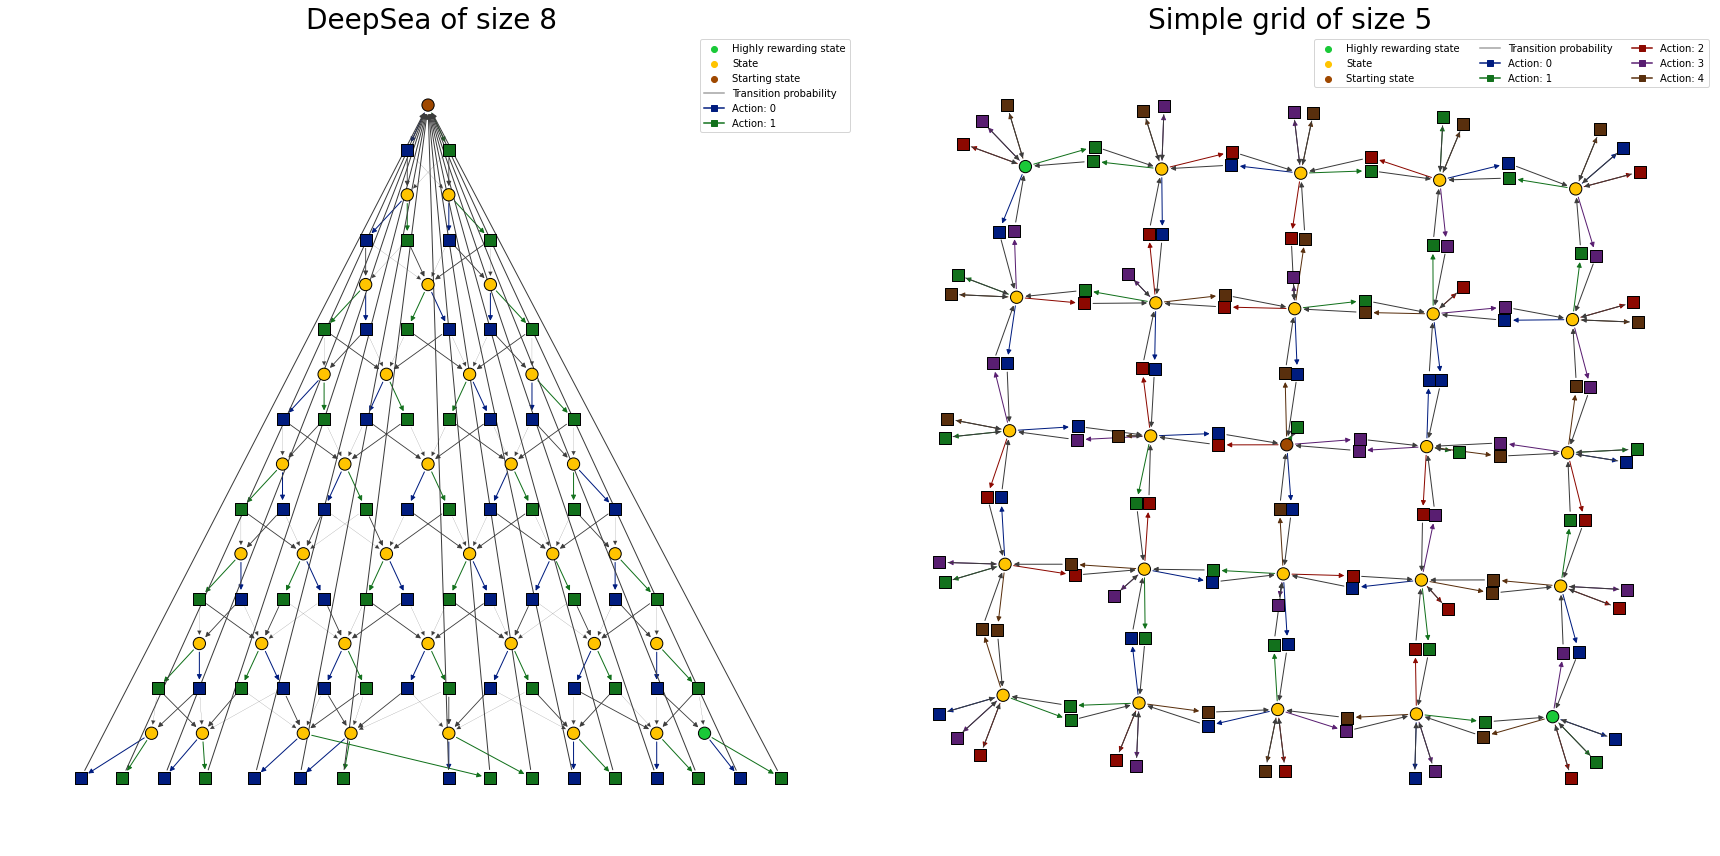 DeepSea of size 8
Highly rewarding state
State
Starting state
Transition probability
Action: 0
Action: 1
Simple grid of size 5
Highly rewarding state
State
Starting state
Transition probability
Action: 0
Action: 1
Action: 2
Action: 3
Action: 4